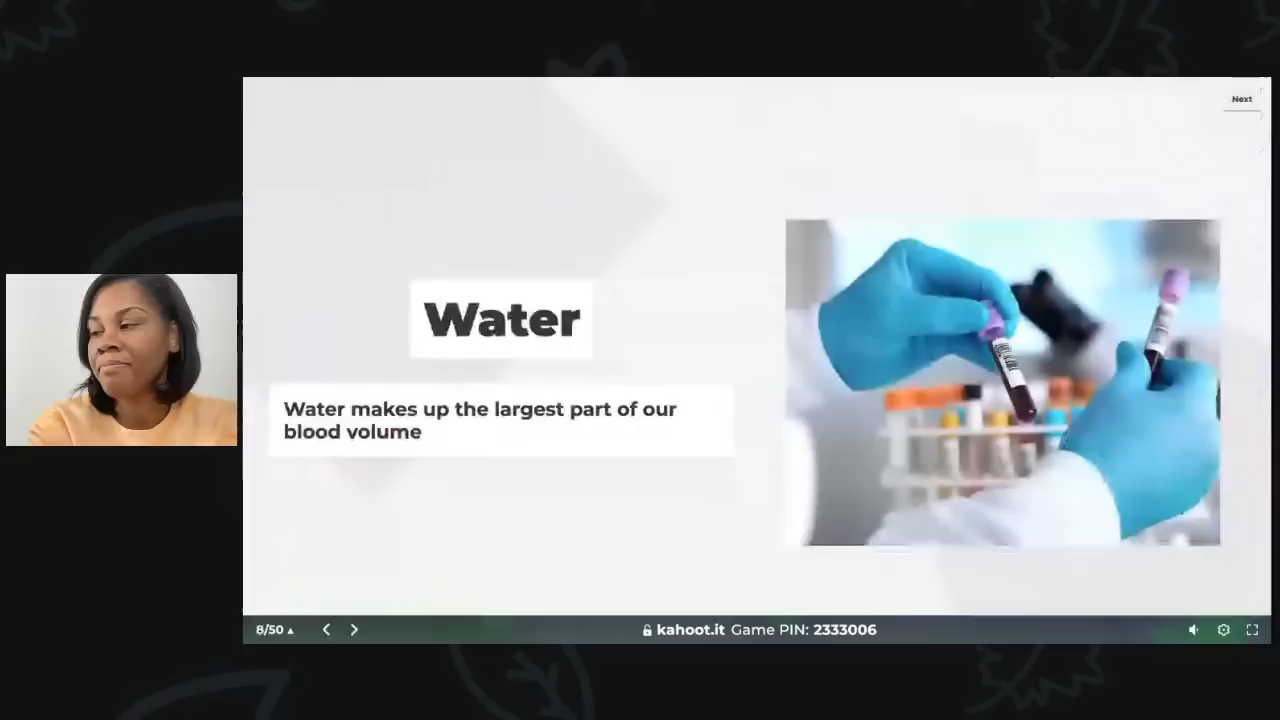 Next
Water
Water makes up the largest part of our
blood volume
8/50
kahoot.it Game PIN: 2333006